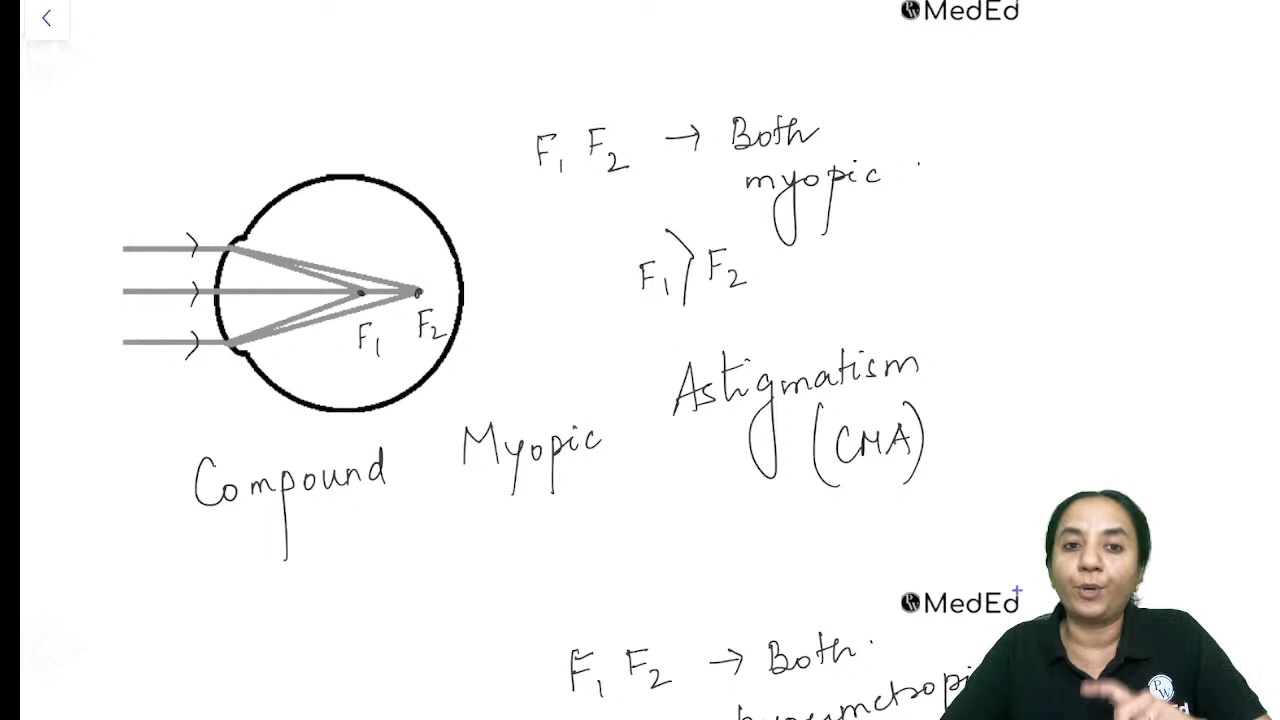 MedEd
F1 F2 → Both
myopic
F1 > F2
F1
F2
Astigmatism
(CMA)
Compound Myopic
MedEd+
F1 F2 → Both